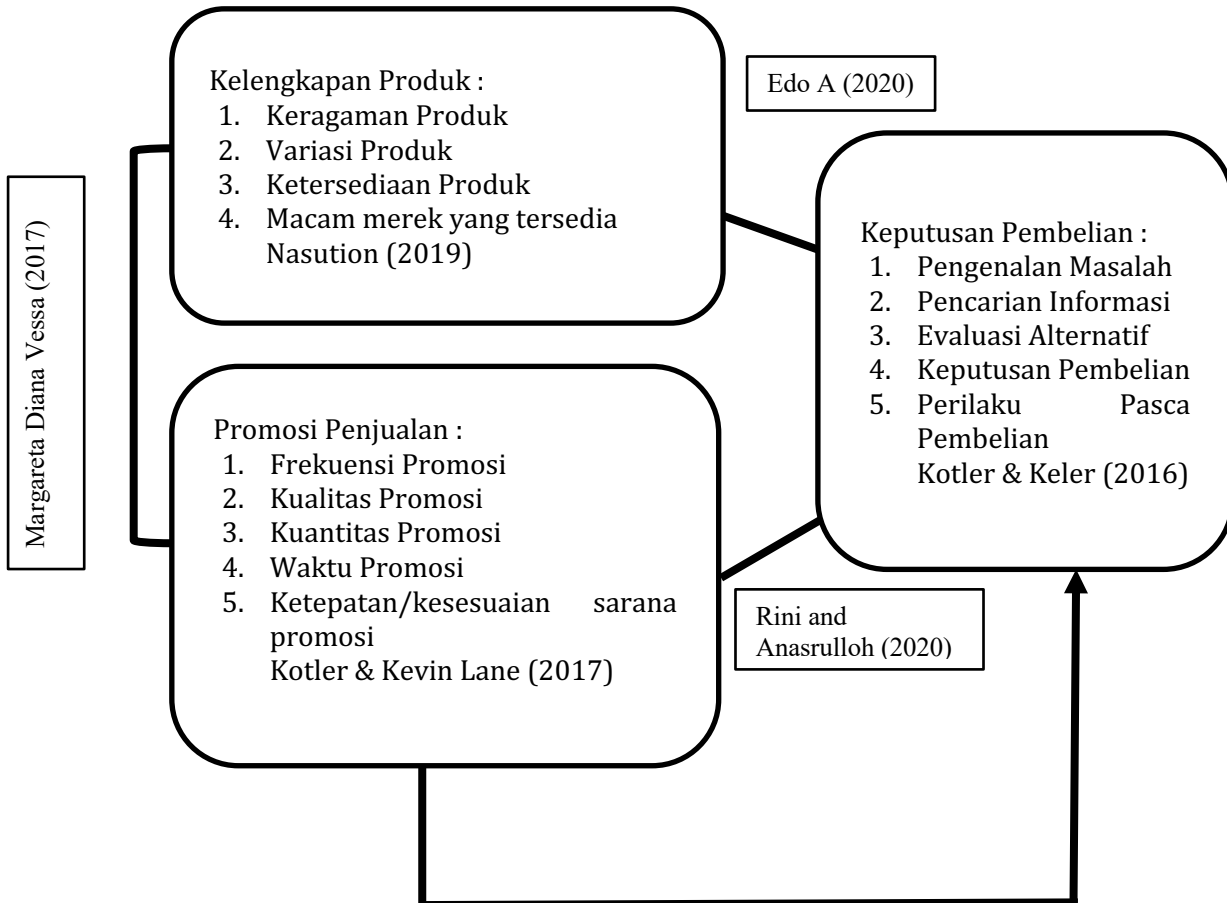 Kelengkapan Produk :
1. Keragaman Produk
2. Variasi Produk
3. Ketersediaan Produk
4. Macam merek yang tersedia
Nasution (2019)
Edo A (2020)
Margareta Diana Vessa (2017)
Keputusan Pembelian :
1. Pengenalan Masalah
2. Pencarian Informasi
3. Evaluasi Alternatif
4. Keputusan Pembelian
5. Perilaku Pasca
Pembelian
Kotler & Keler (2016)
Promosi Penjualan :
1. Frekuensi Promosi
2. Kualitas Promosi
3. Kuantitas Promosi
4. Waktu Promosi
5. Ketepatan/kesesuaian sarana
promosi
Kotler & Kevin Lane (2017)
Rini and
Anasrulloh (2020)